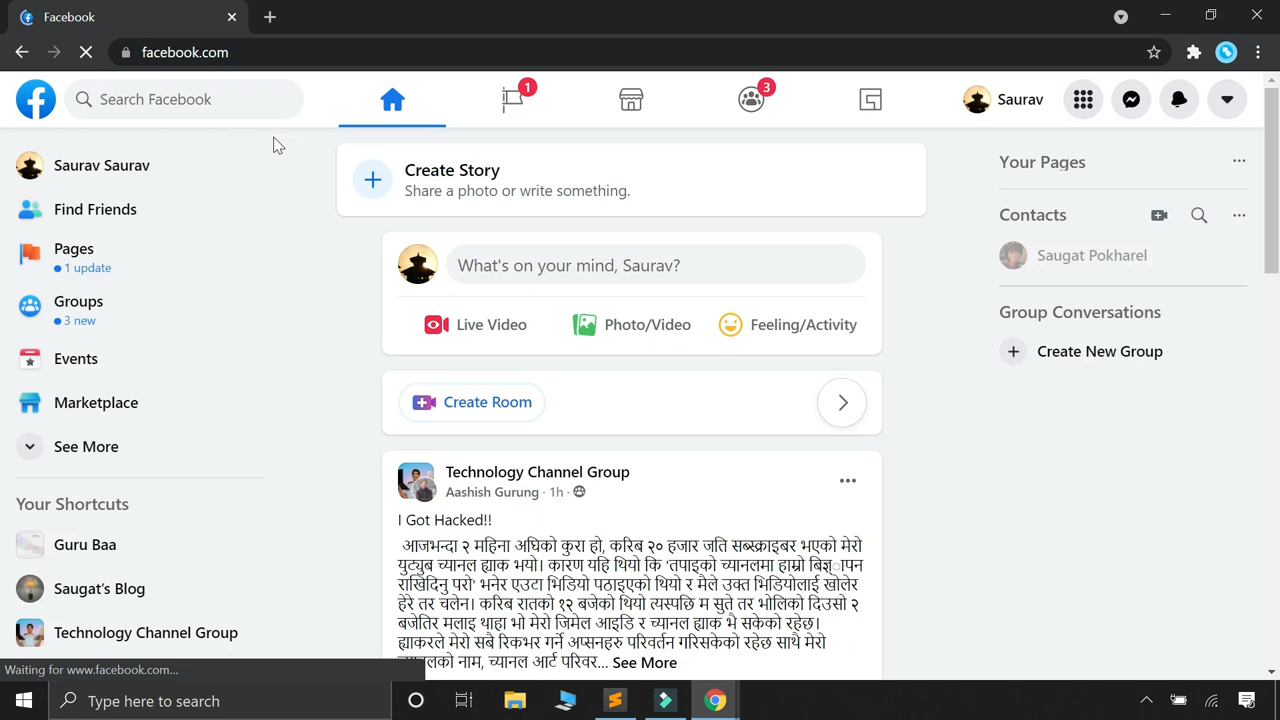 Facebook
facebook.com
Search Facebook
1
3
Saurav
Saurav Saurav
Find Friends
Pages
1 update
Groups
3 new
Events
Marketplace
See More
Your Shortcuts
Guru Baa
Saugat's Blog
Technology Channel Group
Create Story
Share a photo or write something.
What's on your mind, Saurav?
Live Video
Photo/Video
Feeling/Activity
Create Room
Technology Channel Group
Aashish Gurung · 1h ·
I Got Hacked!!
आजभन्दा २ महिना अघिको कुरा हो, करिब २० हजार जति सब्स्क्राइबर भएको मेरो
युट्युब च्यानल ह्याक भयो। कारण यहि थियो कि 'तपाइको च्यानलमा हाम्रो बिज्ञापन
राखिदिनु पर्‍यो' भनेर एउटा भिडियो पठाइएको थियो र मैले उक्त भिडियोलाई खोलेर
हेरे तर चलेन। करिब रातको १२ बजेको थियो त्यसपछि म सुते तर भोलिको दिउसो २
बजेतिर मलाइ थाहा भो मेरो जिमेल आइडि र च्यानल ह्याक भै सकेको रहेछ।
ह्याकरले मेरो सबै रिकभर गर्ने अप्सनहरु परिवर्तन गरिसकेको रहेछ साथै मेरो
च्यानलको नाम, च्यानल आर्ट परिवर... See More
Your Pages
Contacts
Saugat Pokharel
Group Conversations
Create New Group
Waiting for www.facebook.com...
Type here to search